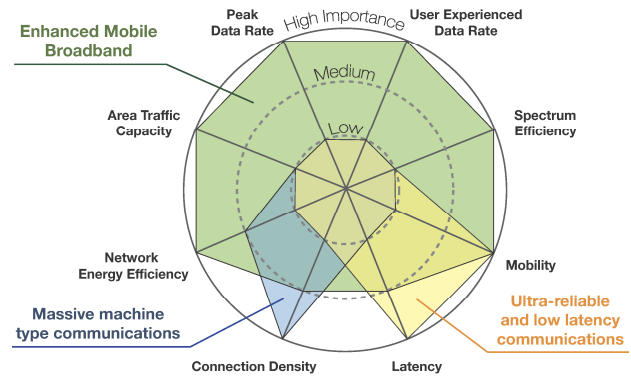 Peak
Data Rate
High Importance
User Experienced
Data Rate
Enhanced Mobile
Broadband
Medium
Area Traffic
Capacity
Low
Spectrum
Efficiency
Network
Energy Efficiency
Mobility
Massive machine
type communications
Ultra-reliable
and low latency
communications
Connection Density
Latency